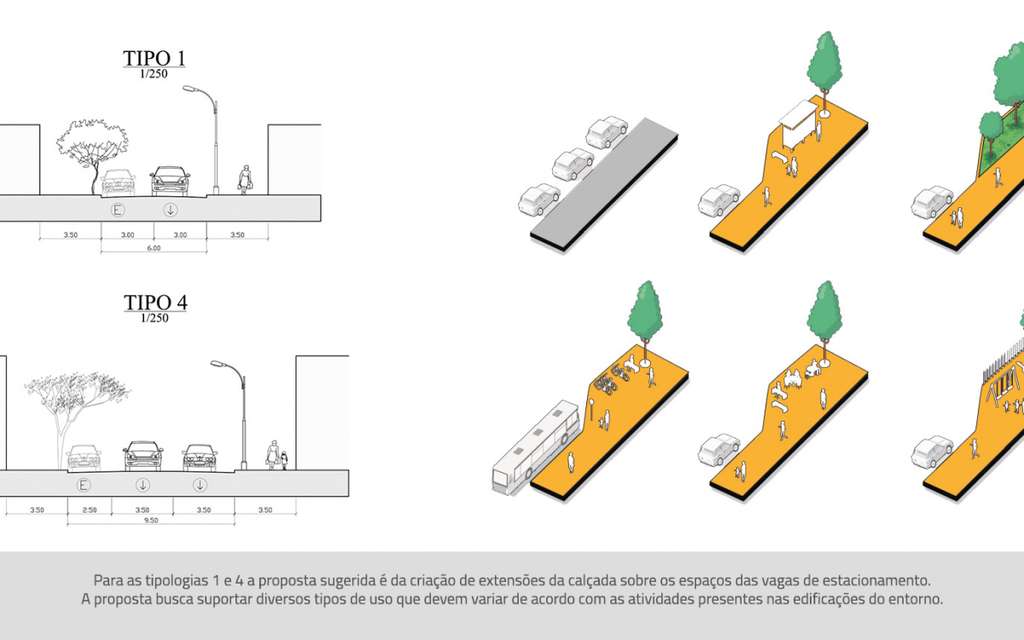 TIPO 1
1/250
E
3.50 3.00 3.00 3.50
6.00
TIPO 4
1/250
E
3.50 2.50 3.50 3.50 3.50
9.50
Para as tipologias 1 e 4 a proposta sugerida é da criação de extensões da calçada sobre os espaços das vagas de estacionamento.
A proposta busca suportar diversos tipos de uso que devem variar de acordo com as atividades presentes nas edificações do entorno.